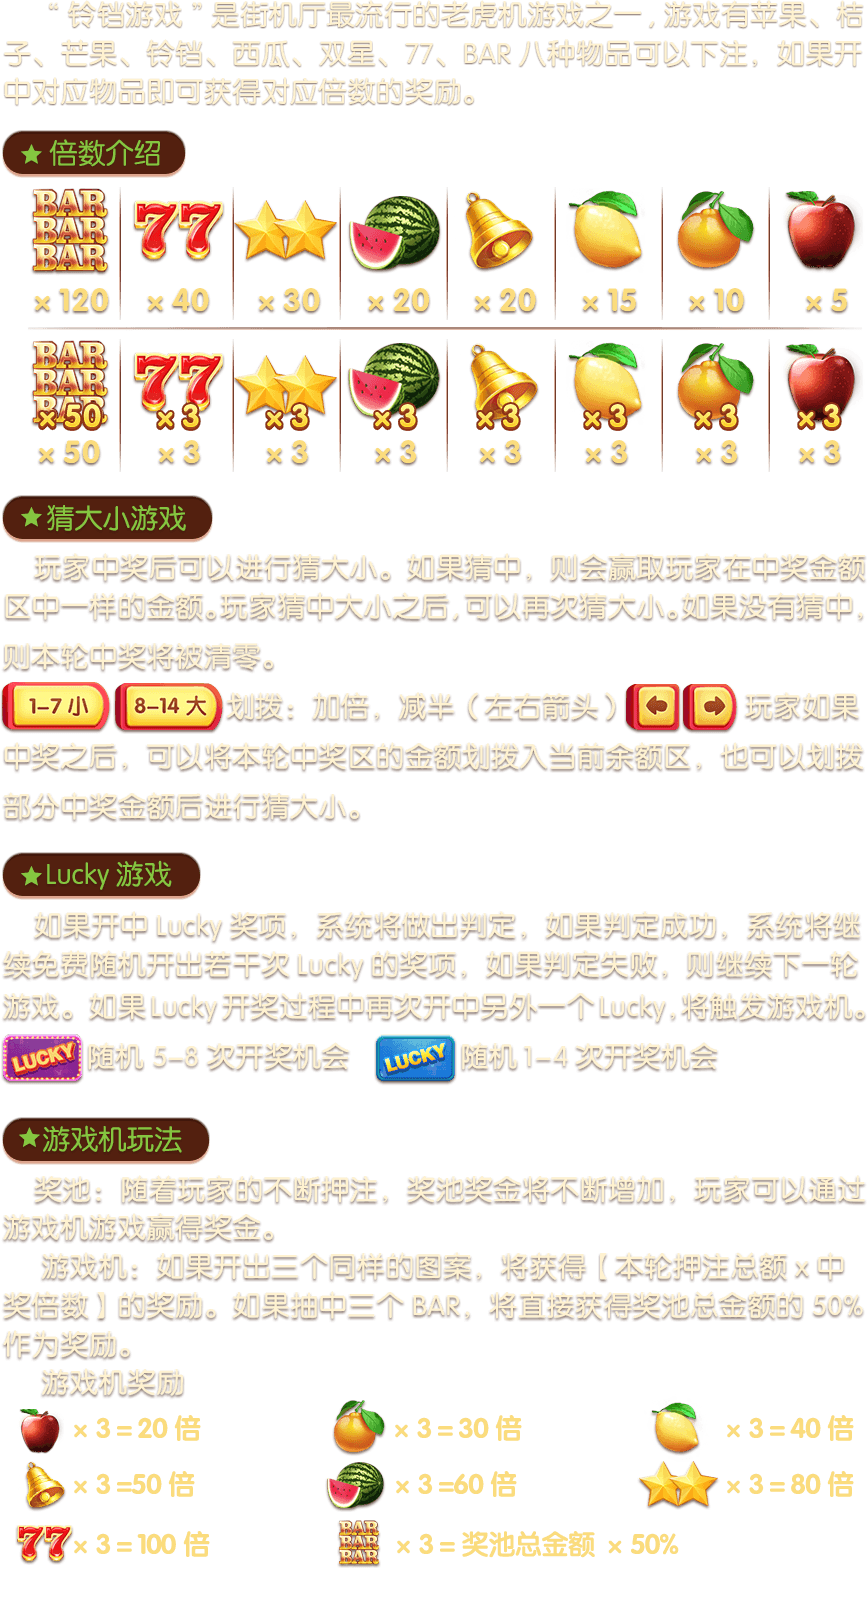 “ 铃铛游戏 ” 是街机厅最流行的老虎机游戏之一 , 游戏有苹果、桔
子、芒果、铃铛、西瓜、双星、77、BAR 八种物品可以下注，如果开
中对应物品即可获得对应倍数的奖励。
★ 倍数介绍
BAR BAR BAR 77
× 120 × 40 × 30 × 20 × 20 × 15 × 10 × 5
BAR BAR BAR 77
× 50 × 3 × 3 × 3 × 3 × 3 × 3 × 3
× 50 × 3 × 3 × 3 × 3 × 3 × 3 × 3
★猜大小游戏
玩家中奖后可以进行猜大小。如果猜中，则会赢取玩家在中奖金额
区中一样的金额。玩家猜中大小之后 , 可以再次猜大小。如果没有猜中，
则本轮中奖将被清零。
1-7 小 8-14 大 划拨：加倍，减半（左右箭头） 玩家如果
中奖之后，可以将本轮中奖区的金额划拨入当前余额区，也可以划拨
部分中奖金额后进行猜大小。
★Lucky 游戏
如果开中 Lucky 奖项，系统将做出判定，如果判定成功，系统将继
续免费随机开出若干次 Lucky 的奖项，如果判定失败，则继续下一轮
游戏。如果 Lucky 开奖过程中再次开中另外一个 Lucky , 将触发游戏机。
LUCKY 随机 5-8 次开奖机会 LUCKY 随机 1-4 次开奖机会
★游戏机玩法
奖池：随着玩家的不断押注，奖池奖金将不断增加，玩家可以通过
游戏机游戏赢得奖金。
游戏机：如果开出三个同样的图案，将获得【 本轮押注总额 x 中
奖倍数 】的奖励。如果抽中三个 BAR，将直接获得奖池总金额的 50%
作为奖励。
游戏机奖励
× 3 = 20 倍 × 3 = 30 倍 × 3 = 40 倍
× 3 =50 倍 × 3 =60 倍 × 3 = 80 倍
77 × 3 = 100 倍 BAR BAR BAR × 3 = 奖池总金额 × 50%